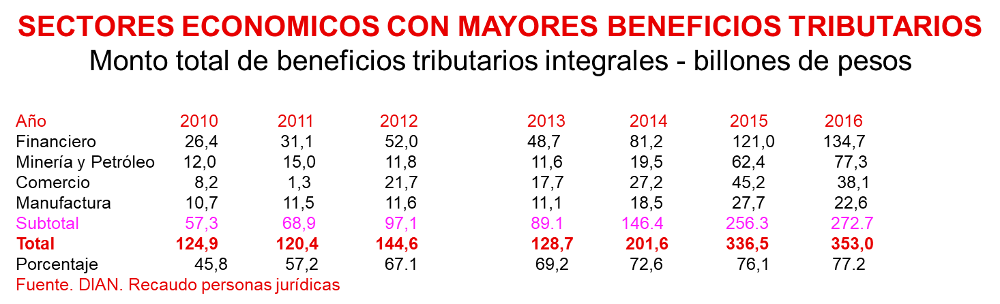 SECTORES ECONOMICOS CON MAYORES BENEFICIOS TRIBUTARIOS
Monto total de beneficios tributarios integrales - billones de pesos
Año 2010 2011 2012 2013 2014 2015 2016
Financiero 26,4 31,1 52,0 48,7 81,2 121,0 134,7
Minería y Petróleo 12,0 15,0 11,8 11,6 19,5 62,4 77,3
Comercio 8,2 1,3 21,7 17,7 27,2 45,2 38,1
Manufactura 10,7 11,5 11,6 11,1 18,5 27,7 22,6
Subtotal 57,3 68,9 97,1 89.1 146.4 256.3 272.7
Total 124,9 120,4 144,6 128,7 201,6 336,5 353,0
Porcentaje 45,8 57,2 67.1 69,2 72,6 76,1 77.2
Fuente. DIAN. Recaudo personas jurídicas